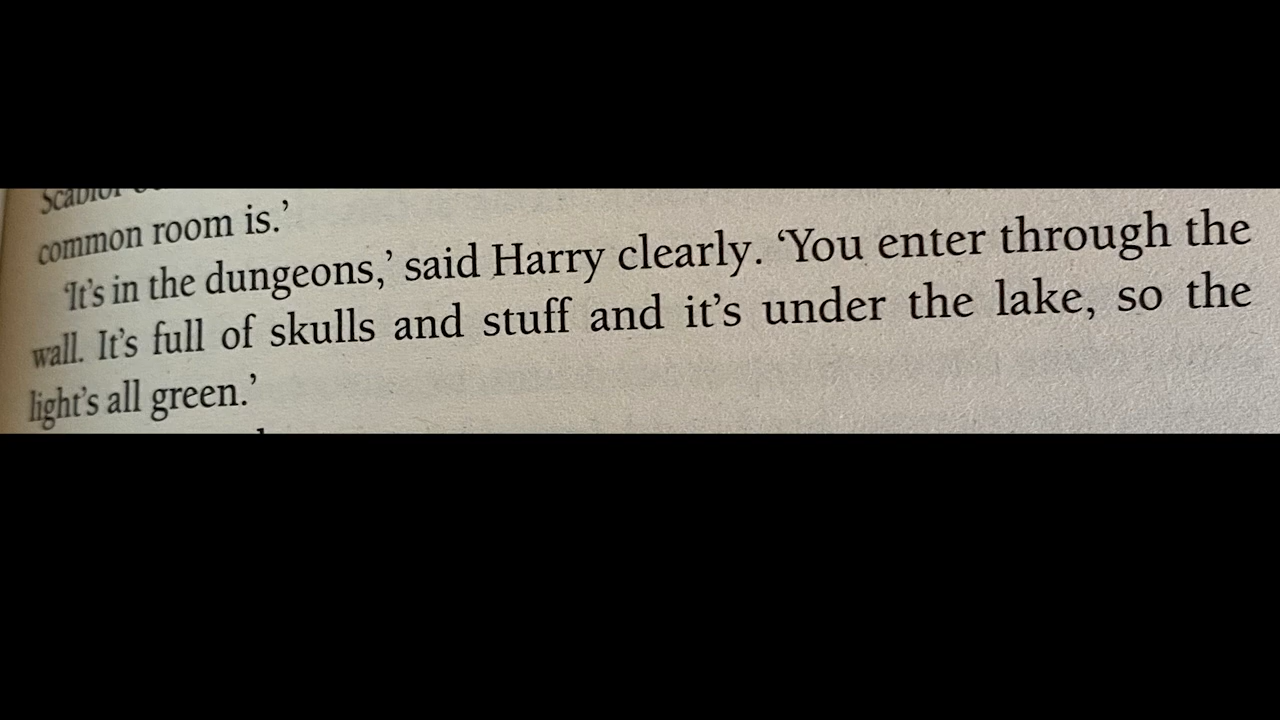 common room is.’
‘It’s in the dungeons,’ said Harry clearly. ‘You enter through the
wall. It’s full of skulls and stuff and it’s under the lake, so the
light’s all green.’